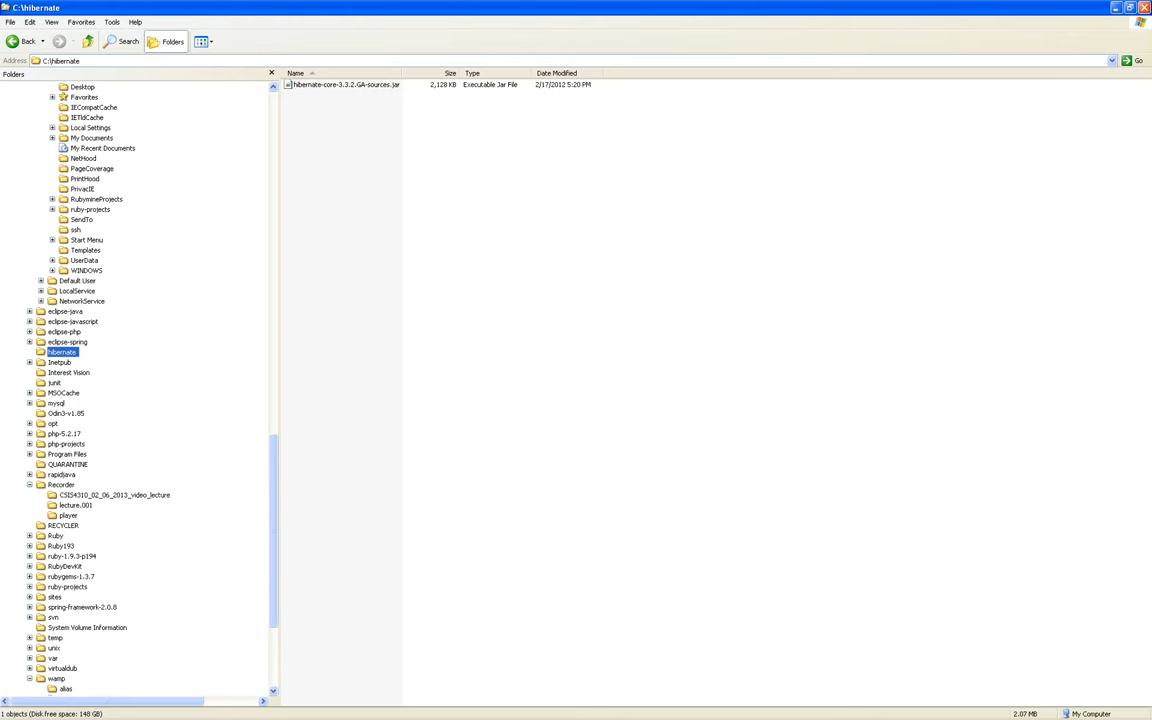 C:\hibernate
File Edit View Favorites Tools Help
Back Search Folders
Address C:\hibernate Go
Folders
Name Size Type Date Modified
hibernate-core-3.3.2.GA-sources.jar 2,128 KB Executable Jar File 2/17/2012 5:20 PM
Desktop
Favorites
IECompatCache
IETldCache
Local Settings
My Documents
My Recent Documents
NetHood
PageCoverage
PrintHood
PrivacIE
RubymineProjects
ruby-projects
SendTo
ssh
Start Menu
Templates
UserData
WINDOWS
Default User
LocalService
NetworkService
eclipse-java
eclipse-javascript
eclipse-php
eclipse-spring
hibernate
Inetpub
Interest Vision
junit
MSOCache
mysql
Odin3-v1.85
opt
php-5.2.17
php-projects
Program Files
QUARANTINE
rapidjava
Recorder
CSIS4310_02_06_2013_video_lecture
lecture.001
player
RECYCLER
Ruby
Ruby193
ruby-1.9.3-p194
RubyDevKit
rubygems-1.3.7
ruby-projects
sites
spring-framework-2.0.8
svn
System Volume Information
temp
unix
var
virtualdub
wamp
alias
1 objects (Disk free space: 148 GB) 2.07 MB My Computer